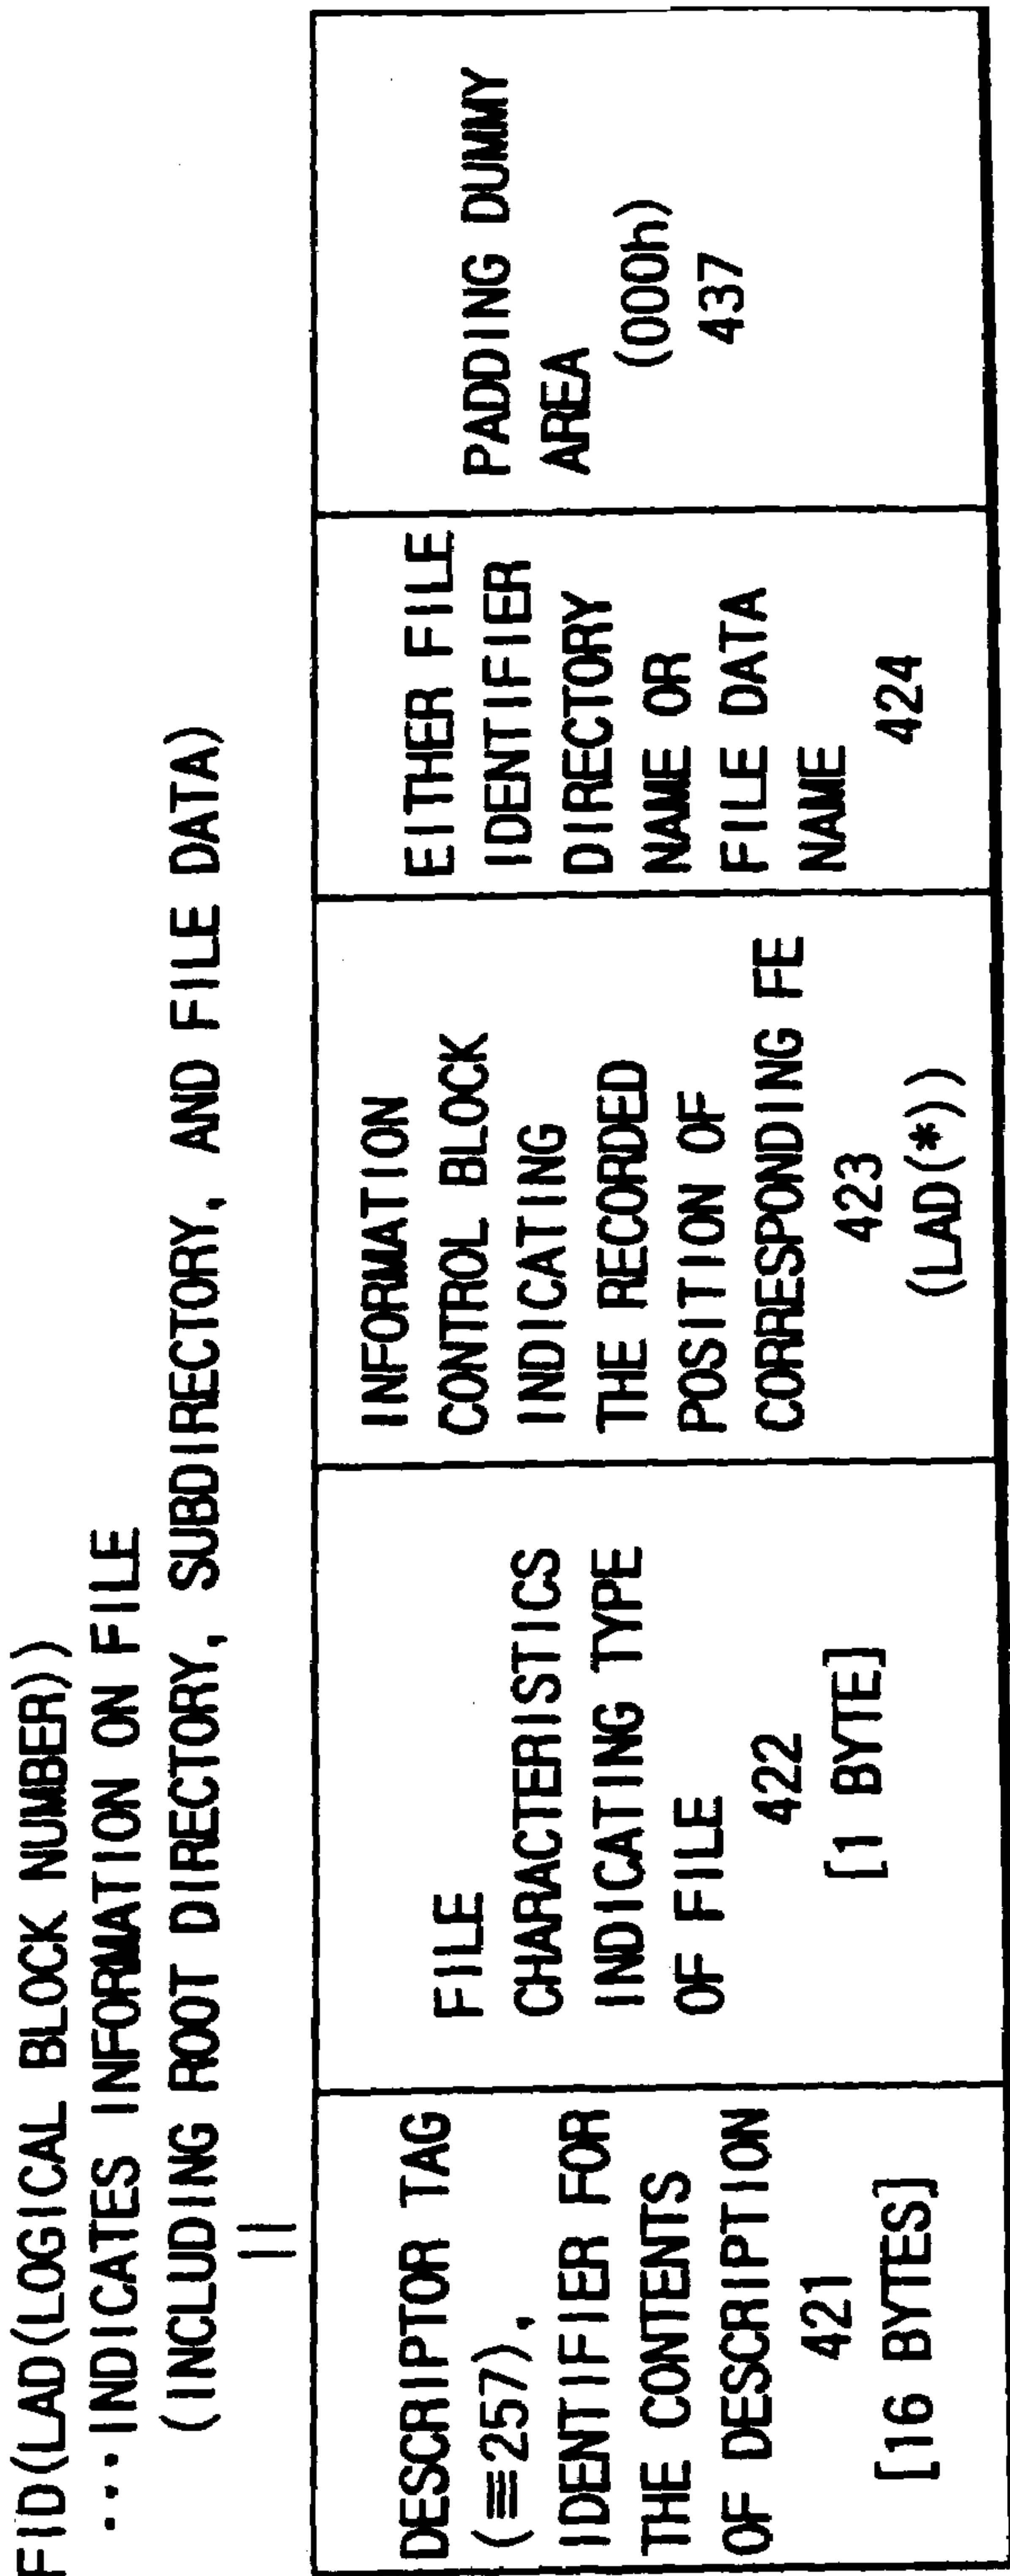 FID(LAD(LOGICAL BLOCK NUMBER))
···INDICATES INFORMATION ON FILE
(INCLUDING ROOT DIRECTORY, SUBDIRECTORY, AND FILE DATA)
||
DESCRIPTOR TAG
(≡257),
IDENTIFIER FOR
THE CONTENTS
OF DESCRIPTION
421
[16 BYTES]
FILE
CHARACTERISTICS
INDICATING TYPE
OF FILE
422
[1 BYTE]
INFORMATION
CONTROL BLOCK
INDICATING
THE RECORDED
POSITION OF
CORRESPONDING FE
423
(LAD(*))
EITHER FILE
IDENTIFIER
DIRECTORY
NAME OR
FILE DATA
NAME
424
PADDING DUMMY
AREA
(000h)
437